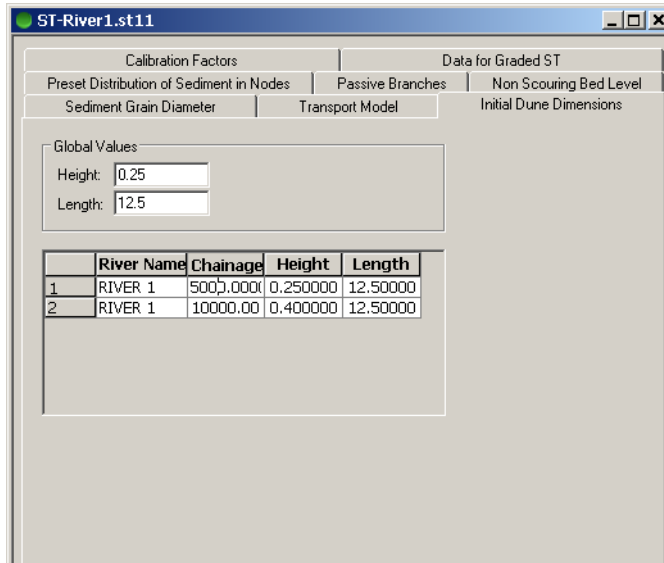 ST-River1.st11
Calibration Factors Data for Graded ST
Preset Distribution of Sediment in Nodes Passive Branches Non Scouring Bed Level
Sediment Grain Diameter Transport Model Initial Dune Dimensions
Global Values
Height: 0.25
Length: 12.5
River Name Chainage Height Length
1 RIVER 1 0.250000 12.50000
2 RIVER 1 10000.00 0.400000 12.50000